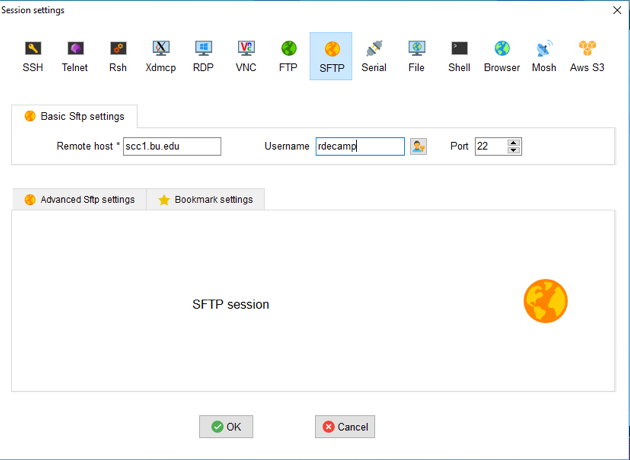 Session settings
SSH Telnet Rsh Xdmcp RDP VNC FTP SFTP Serial File Shell Browser Mosh Aws S3
Basic Sftp settings
Remote host * scc1.bu.edu Username rdecamp Port 22
Advanced Sftp settings Bookmark settings
SFTP session
OK Cancel